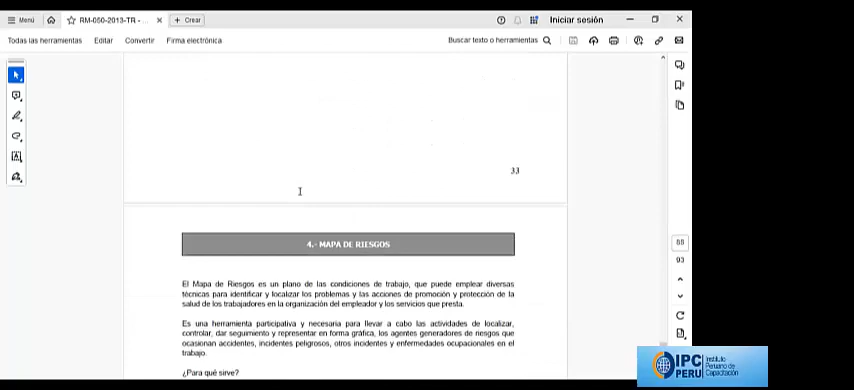 Menú
RM-050-2013-TR - ...
+ Crear
Iniciar sesión
Todas las herramientas
Editar
Convertir
Firma electrónica
Buscar texto o herramientas
33
4.- MAPA DE RIESGOS
El Mapa de Riesgos es un plano de las condiciones de trabajo, que puede emplear diversas
técnicas para identificar y localizar los problemas y las acciones de promoción y protección de la
salud de los trabajadores en la organización del empleador y los servicios que presta.
Es una herramienta participativa y necesaria para llevar a cabo las actividades de localizar,
controlar, dar seguimiento y representar en forma gráfica, los agentes generadores de riesgos que
ocasionan accidentes, incidentes peligrosos, otros incidentes y enfermedades ocupacionales en el
trabajo.
¿Para qué sirve?
IPC
PERU
Instituto
Peruano de
Capacitación